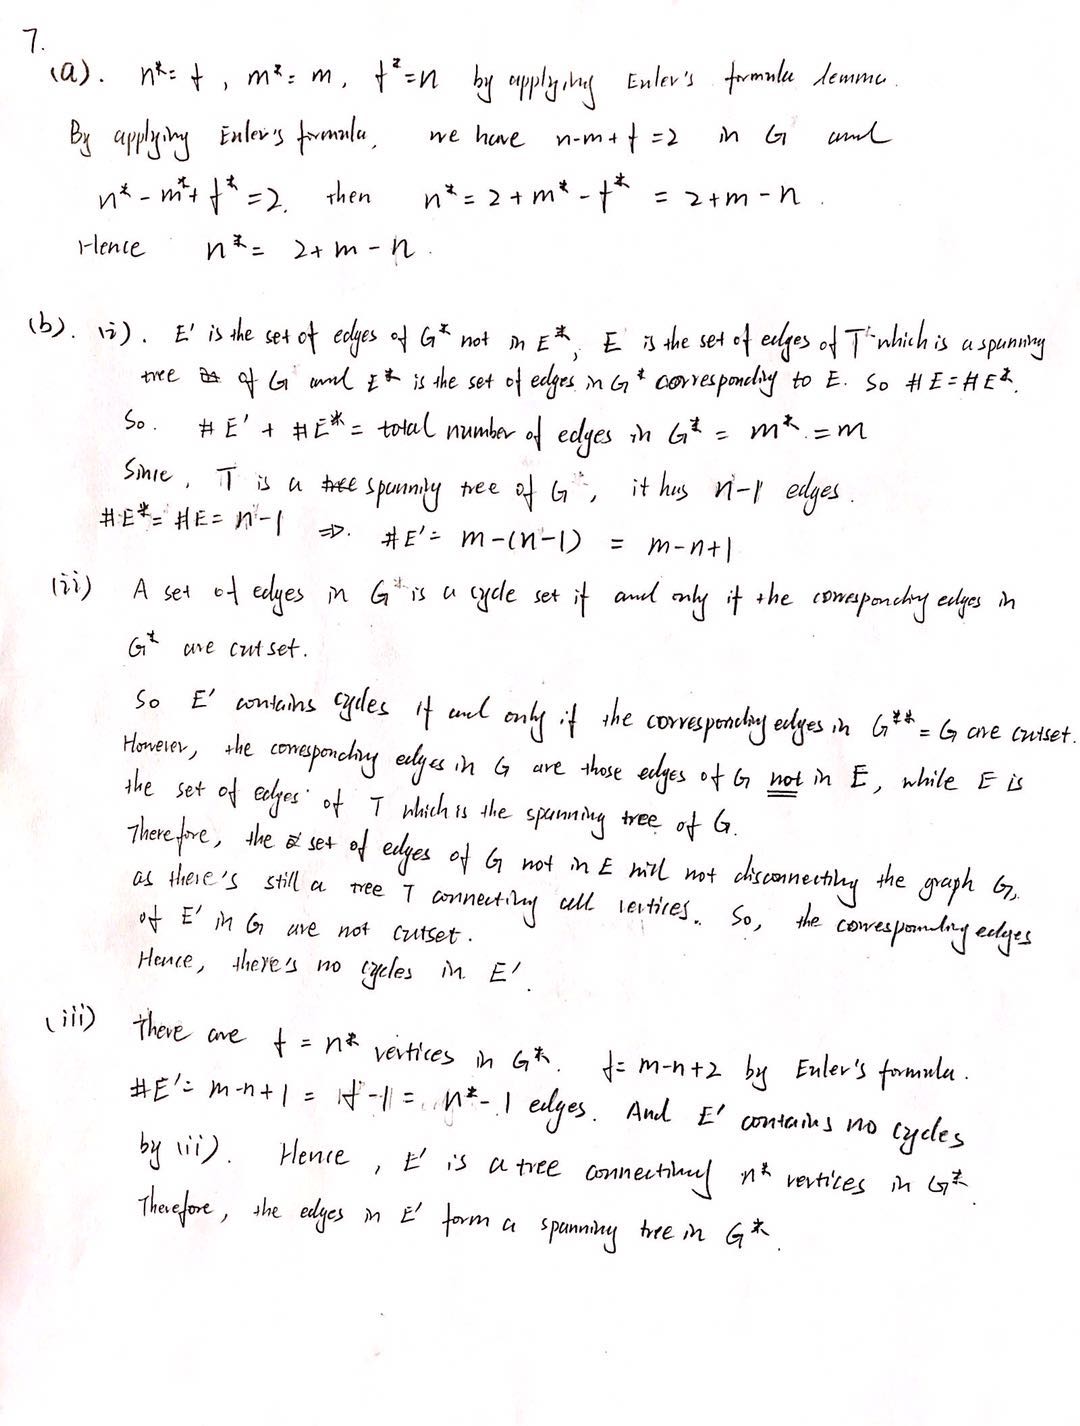 7.
(a). n*= f, m*= m, f*=n by applying Euler's formula lemma.
By applying Euler's formula, we have n-m+f=2 in G and
n*-m*+f*=2. then n*=2+m*-f* = 2+m-n.
Hence n*= 2+m-n.
(b). (i). E' is the set of edges of G* not in E*, E is the set of edges of T which is a spanning
tree of G and E* is the set of edges in G* corresponding to E. So #E=#E*.
So. #E' + #E* = total number of edges in G* = m* = m
Since, T is a spanning tree of G, it has n-1 edges.
#E*= #E= n-1 ⇒. #E'= m-(n-1) = m-n+1
(ii) A set of edges in G is a cycle set if and only if the corresponding edges in
G* are cutset.
So E' contains cycles if and only if the corresponding edges in G**=G are cutset.
However, the corresponding edges in G are those edges of G not in E, while E is
the set of edges of T which is the spanning tree of G.
Therefore, the set of edges of G not in E will not disconnecting the graph G,
as there's still a tree T connecting all vertices. So, the corresponding edges
of E' in G are not cutset.
Hence, there's no cycles in E'.
(iii) There are f = n* vertices in G*. f= m-n+2 by Euler's formula.
#E'= m-n+1 = f-1 = n*-1 edges. And E' contains no cycles
by (ii). Hence, E' is a tree connecting n* vertices in G*
Therefore, the edges in E' form a spanning tree in G*.